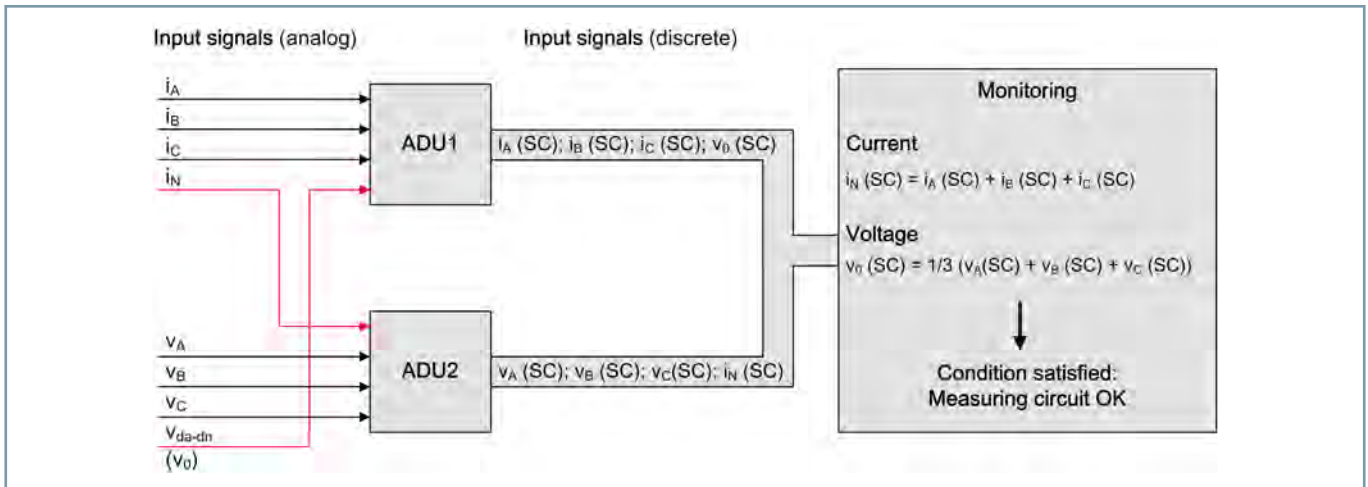 Input signals (analog)
Input signals (discrete)
iA
iB
iC
iN
ADU1
iA (SC); iB (SC); iC (SC); v0 (SC)
vA
vB
vC
vda-dn
(v0)
ADU2
vA (SC); vB (SC); vC(SC); iN (SC)
Monitoring
Current
iN (SC) = iA (SC) + iB (SC) + iC (SC)
Voltage
v0 (SC) = 1/3 (vA(SC) + vB (SC) + vC (SC))
Condition satisfied:
Measuring circuit OK